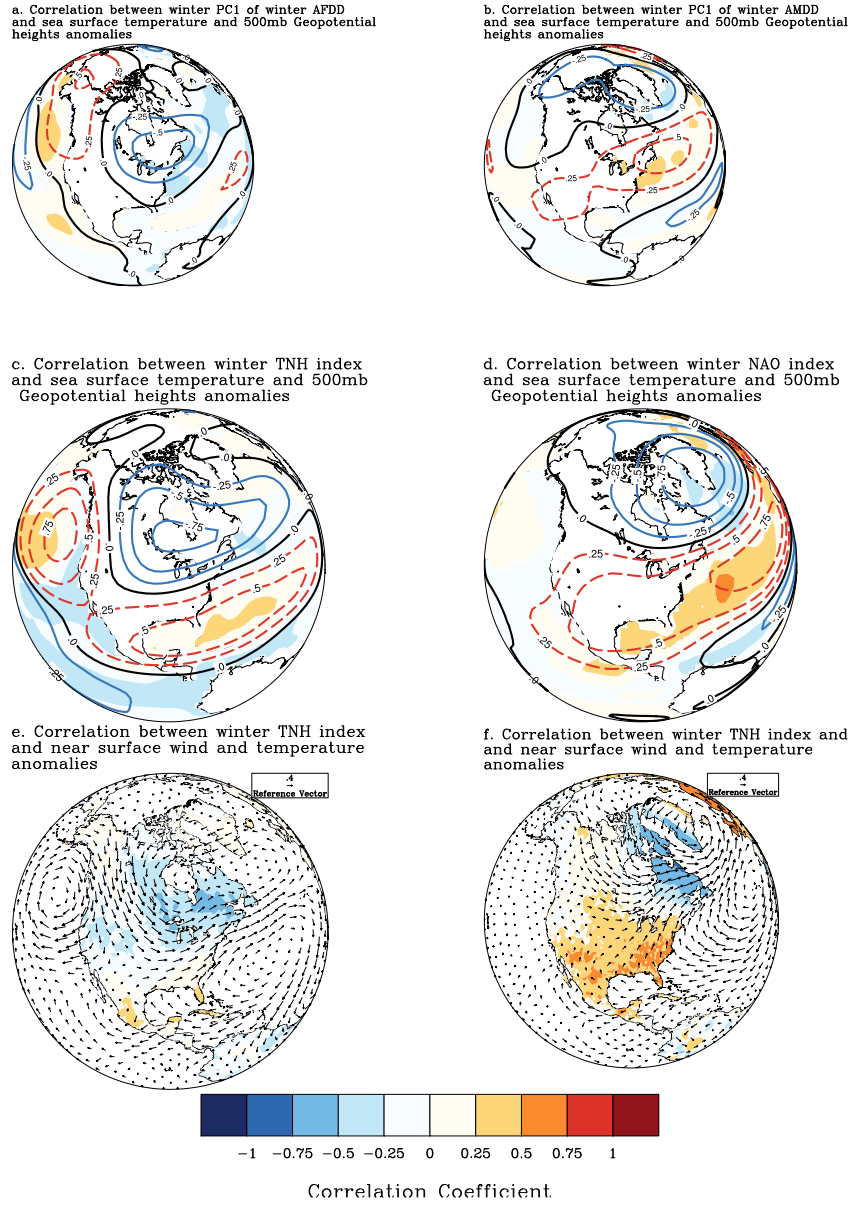 a. Correlation between winter PC1 of winter AFDD
and sea surface temperature and 500mb Geopotential
heights anomalies
b. Correlation between winter PC1 of winter AMDD
and sea surface temperature and 500mb Geopotential
heights anomalies
c. Correlation between winter TNH index
and sea surface temperature and 500mb
Geopotential heights anomalies
d. Correlation between winter NAO index
and sea surface temperature and 500mb
Geopotential heights anomalies
e. Correlation between winter TNH index
and near surface wind and temperature
anomalies
.4
Reference Vector
f. Correlation between winter TNH index and
and near surface wind and temperature
anomalies
.4
Reference Vector
−1 −0.75 −0.5 −0.25 0 0.25 0.5 0.75 1
Correlation Coefficient